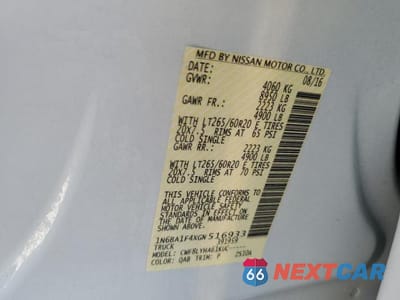 MFD BY NISSAN MOTOR CO., LTD.
DATE: 08/16
GVWR: 4060 KG
8950 LB
GAWR FR.: 2223 KG
4900 LB
WITH LT265/60R20 E TIRES
20X7.5 RIMS AT 65 PSI
COLD SINGLE
GAWR RR.: 2223 KG
4900 LB
WITH LT265/60R20 E TIRES
20X7.5 RIMS AT 70 PSI
COLD SINGLE
THIS VEHICLE CONFORMS TO
ALL APPLICABLE FEDERAL
MOTOR VEHICLE SAFETY
STANDARDS IN EFFECT ON
THE DATE OF MANUFACTURE
SHOWN ABOVE.
1N6BA1F4XGN516933
TRUCK
MODEL:
COLOR: QAB TRIM: P
66 NEXTCAR